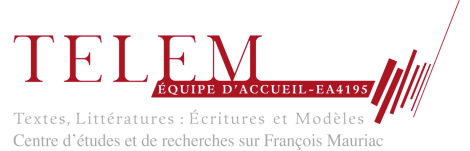 TELEM
ÉQUIPE D'ACCUEIL-EA4195
Textes, Littératures : Écritures et Modèles
Centre d'études et de recherches sur François Mauriac